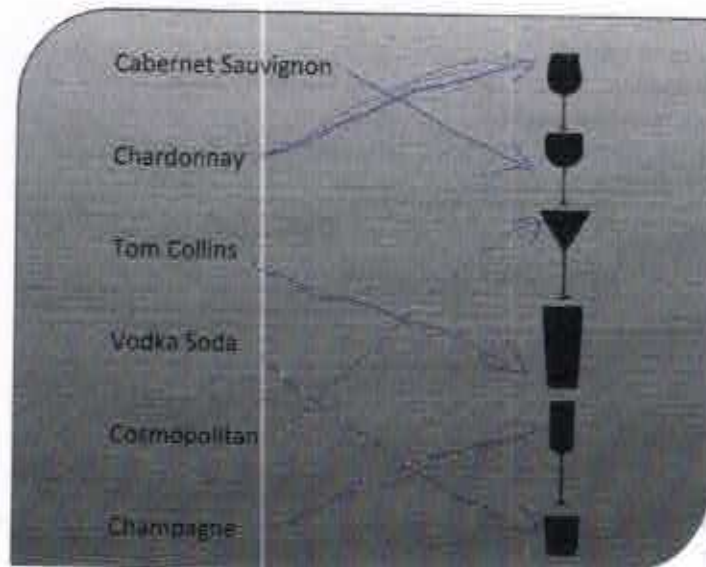 Cabernet Sauvignon
Chardonnay
Tom Collins
Vodka Soda
Cosmopolitan
Champagne